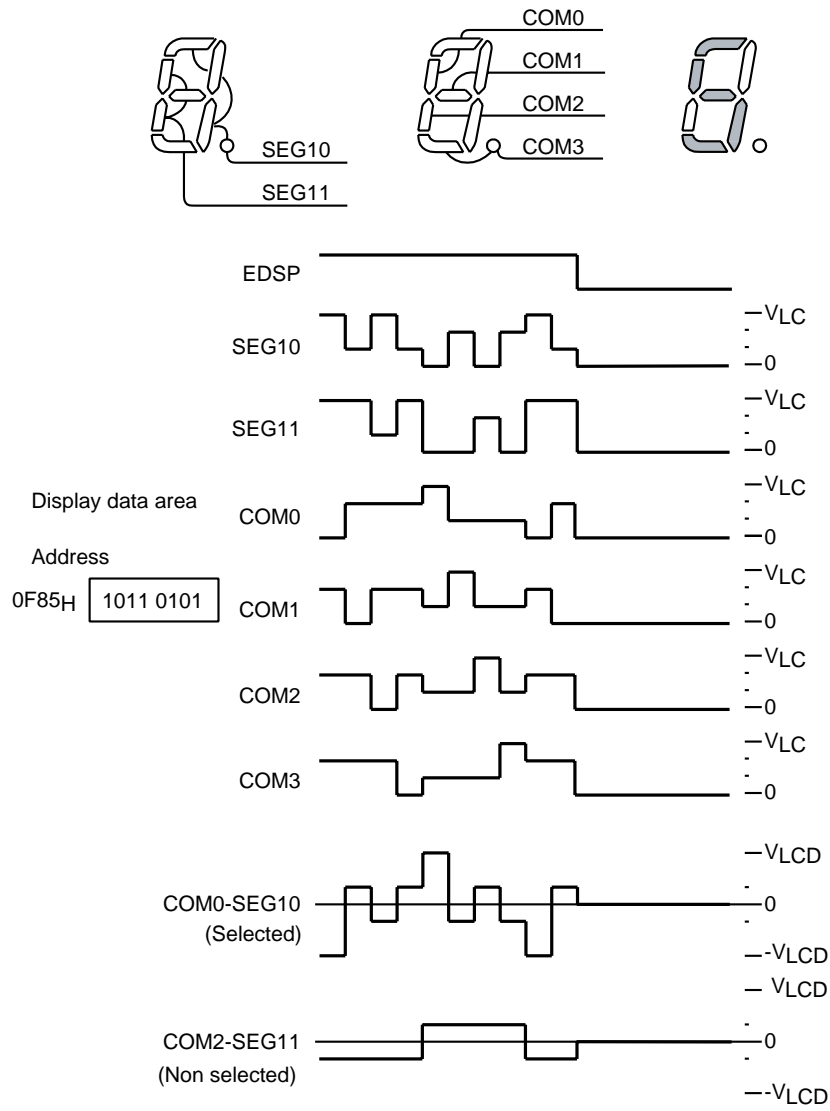 COM0
COM1
COM2
COM3
SEG10
SEG11
EDSP
SEG10
VLC
0
SEG11
VLC
0
Display data area
Address
0F85H 1011 0101
COM0
VLC
0
COM1
VLC
0
COM2
VLC
0
COM3
VLC
0
COM0-SEG10
(Selected)
VLCD
0
-VLCD
COM2-SEG11
(Non selected)
VLCD
0
-VLCD